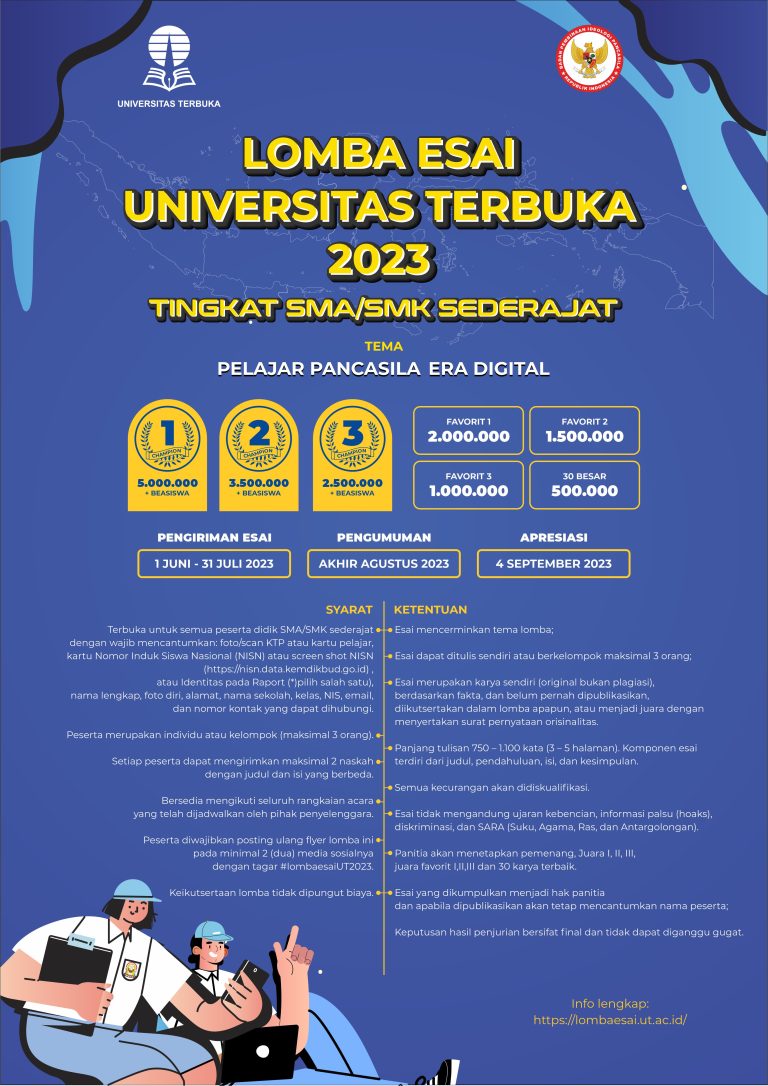 UNIVERSITAS TERBUKA
BADAN PEMBINAAN IDEOLOGI PANCASILA
REPUBLIK INDONESIA
LOMBA ESAI
UNIVERSITAS TERBUKA
2023
TINGKAT SMA/SMK SEDERAJAT
TEMA
PELAJAR PANCASILA ERA DIGITAL
1
CHAMPION
5.000.000
+ BEASISWA
2
CHAMPION
3.500.000
+ BEASISWA
3
CHAMPION
2.500.000
+ BEASISWA
FAVORIT 1
2.000.000
FAVORIT 2
1.500.000
FAVORIT 3
1.000.000
30 BESAR
500.000
PENGIRIMAN ESAI
1 JUNI - 31 JULI 2023
PENGUMUMAN
AKHIR AGUSTUS 2023
APRESIASI
4 SEPTEMBER 2023
SYARAT
Terbuka untuk semua peserta didik SMA/SMK sederajat
dengan wajib mencantumkan: foto/scan KTP atau kartu pelajar,
kartu Nomor Induk Siswa Nasional (NISN) atau screen shot NISN
(https://nisn.data.kemdikbud.go.id) ,
atau Identitas pada Raport (*)pilih salah satu),
nama lengkap, foto diri, alamat, nama sekolah, kelas, NIS, email,
dan nomor kontak yang dapat dihubungi.
Peserta merupakan individu atau kelompok (maksimal 3 orang).
Setiap peserta dapat mengirimkan maksimal 2 naskah
dengan judul dan isi yang berbeda.
Bersedia mengikuti seluruh rangkaian acara
yang telah dijadwalkan oleh pihak penyelenggara.
Peserta diwajibkan posting ulang flyer lomba ini
pada minimal 2 (dua) media sosialnya
dengan tagar #lombaesaiUT2023.
Keikutsertaan lomba tidak dipungut biaya.
KETENTUAN
Esai mencerminkan tema lomba;
Esai dapat ditulis sendiri atau berkelompok maksimal 3 orang;
Esai merupakan karya sendiri (original bukan plagiasi),
berdasarkan fakta, dan belum pernah dipublikasikan,
diikutsertakan dalam lomba apapun, atau menjadi juara dengan
menyertakan surat pernyataan orisinalitas.
Panjang tulisan 750 – 1.100 kata (3 – 5 halaman). Komponen esai
terdiri dari judul, pendahuluan, isi, dan kesimpulan.
Semua kecurangan akan didiskualifikasi.
Esai tidak mengandung ujaran kebencian, informasi palsu (hoaks),
diskriminasi, dan SARA (Suku, Agama, Ras, dan Antargolongan).
Panitia akan menetapkan pemenang, Juara I, II, III,
juara favorit I,II,III dan 30 karya terbaik.
Esai yang dikumpulkan menjadi hak panitia
dan apabila dipublikasikan akan tetap mencantumkan nama peserta;
Keputusan hasil penjurian bersifat final dan tidak dapat diganggu gugat.
Info lengkap:
https://lombaesai.ut.ac.id/